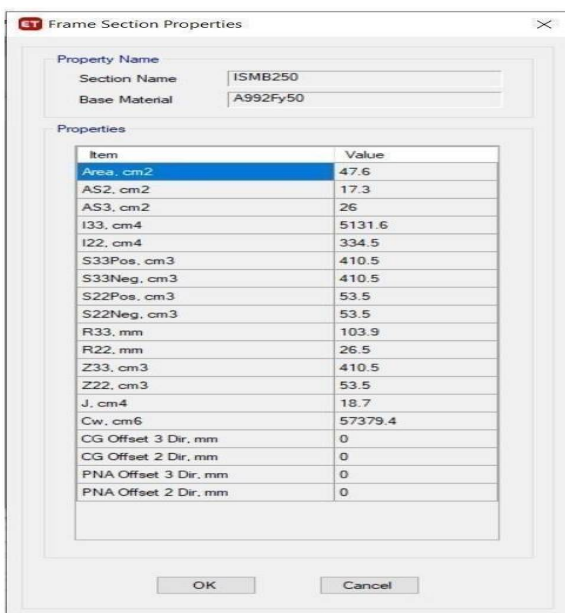 ET Frame Section Properties
Property Name
Section Name ISMB250
Base Material A992Fy50
Properties
Item Value
Area, cm2 47.6
AS2, cm2 17.3
AS3, cm2 26
I33, cm4 5131.6
I22, cm4 334.5
S33Pos, cm3 410.5
S33Neg, cm3 410.5
S22Pos, cm3 53.5
S22Neg, cm3 53.5
R33, mm 103.9
R22, mm 26.5
Z33, cm3 410.5
Z22, cm3 53.5
J, cm4 18.7
Cw, cm6 57379.4
CG Offset 3 Dir, mm 0
CG Offset 2 Dir, mm 0
PNA Offset 3 Dir, mm 0
PNA Offset 2 Dir, mm 0
OK Cancel